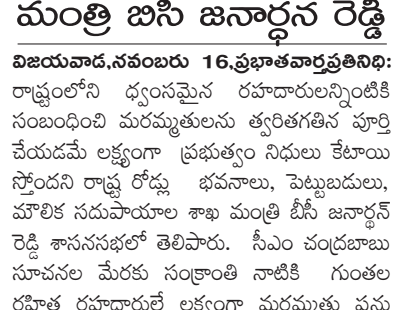 మంత్రి బిసి జనార్ధన రెడ్డి
విజయవాడ,నవంబరు 16,ప్రభాతవార్తప్రతినిధి:
రాష్ట్రంలోని ధ్వంసమైన రహదారులన్నింటికి
సంబంధించి మరమ్మతులను త్వరితగతిన పూర్తి
చేయడమే లక్ష్యంగా ప్రభుత్వం నిధులు కేటాయి
స్తోందని రాష్ట్ర రోడ్లు భవనాలు, పెట్టుబడులు,
మౌలిక సదుపాయాల శాఖ మంత్రి బీసీ జనార్థన్
రెడ్డి శాసనసభలో తెలిపారు. సీఎం చంద్రబాబు
సూచనల మేరకు సంక్రాంతి నాటికి గుంతల
రహిత రహదారులే లక్ష్యంగా మరమ్మతు పను